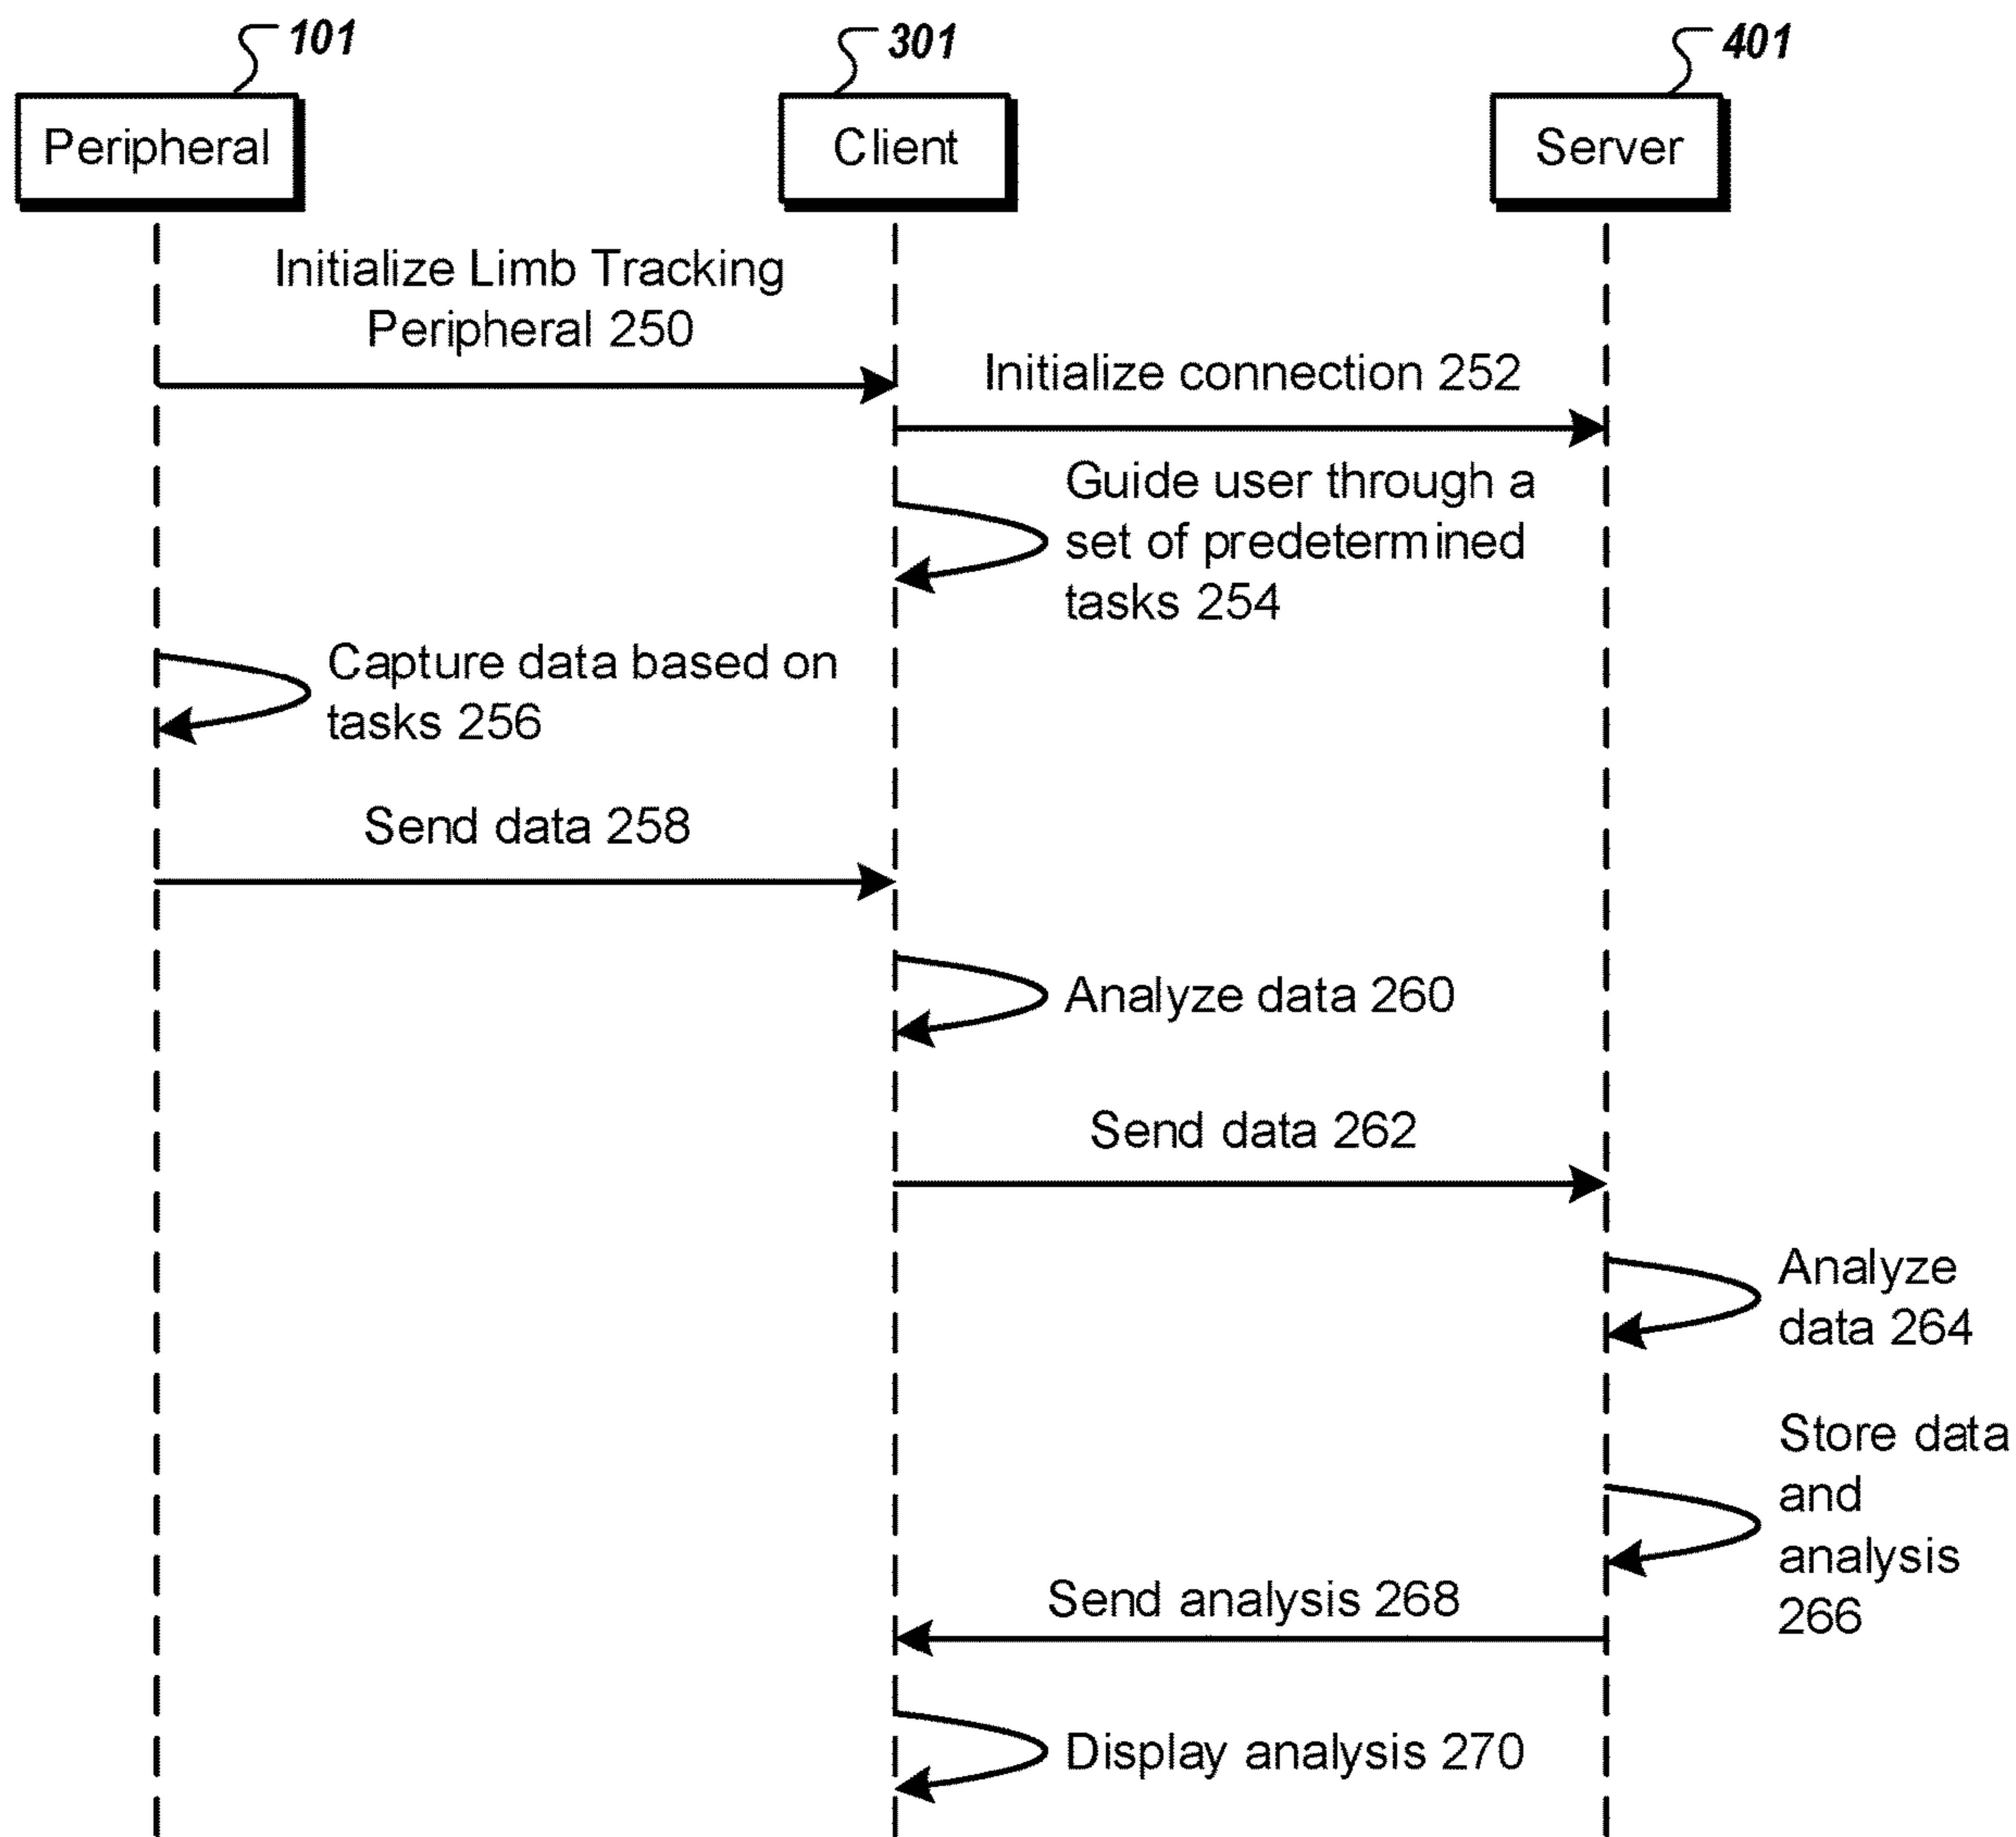 101
301
401
Peripheral
Client
Server
Initialize Limb Tracking
Peripheral 250
Initialize connection 252
Guide user through a
set of predetermined
tasks 254
Capture data based on
tasks 256
Send data 258
Analyze data 260
Send data 262
Analyze
data 264
Store data
and
analysis
266
Send analysis 268
Display analysis 270